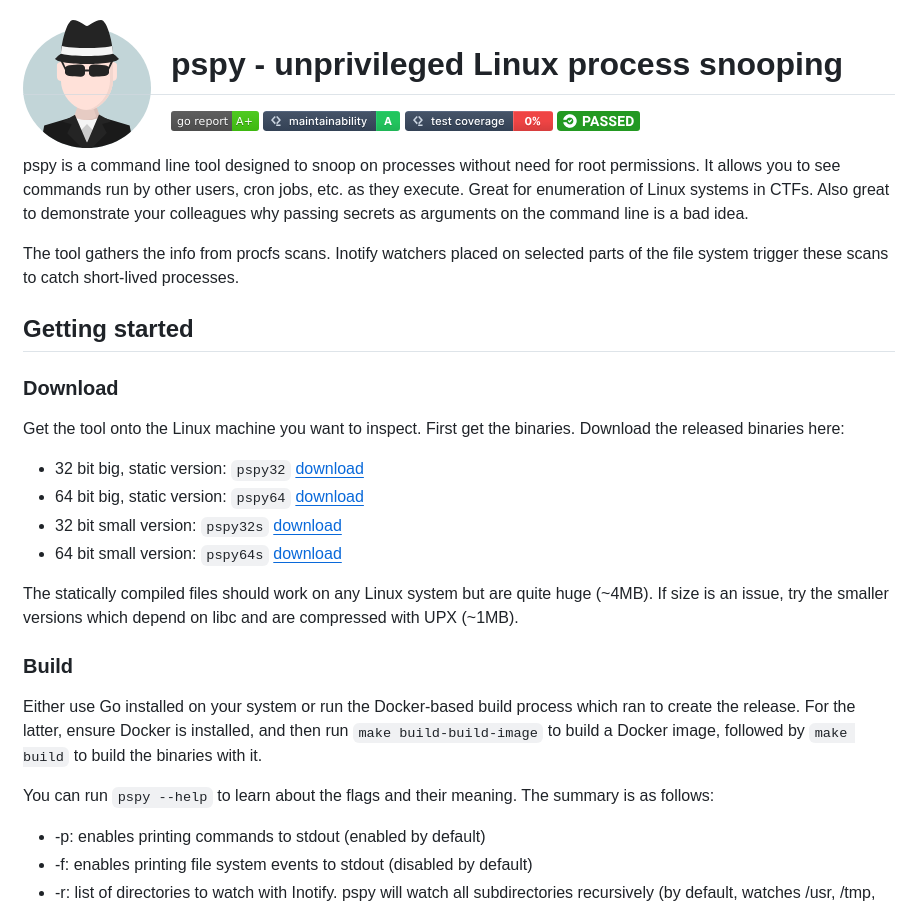 pspy - unprivileged Linux process snooping
go report A+ maintainability A test coverage 0% PASSED
pspy is a command line tool designed to snoop on processes without need for root permissions. It allows you to see
commands run by other users, cron jobs, etc. as they execute. Great for enumeration of Linux systems in CTFs. Also great
to demonstrate your colleagues why passing secrets as arguments on the command line is a bad idea.
The tool gathers the info from procfs scans. Inotify watchers placed on selected parts of the file system trigger these scans
to catch short-lived processes.
Getting started
Download
Get the tool onto the Linux machine you want to inspect. First get the binaries. Download the released binaries here:
• 32 bit big, static version: pspy32 download
• 64 bit big, static version: pspy64 download
• 32 bit small version: pspy32s download
• 64 bit small version: pspy64s download
The statically compiled files should work on any Linux system but are quite huge (~4MB). If size is an issue, try the smaller
versions which depend on libc and are compressed with UPX (~1MB).
Build
Either use Go installed on your system or run the Docker-based build process which ran to create the release. For the
latter, ensure Docker is installed, and then run make build-build-image to build a Docker image, followed by make
build to build the binaries with it.
You can run pspy --help to learn about the flags and their meaning. The summary is as follows:
• -p: enables printing commands to stdout (enabled by default)
• -f: enables printing file system events to stdout (disabled by default)
• -r: list of directories to watch with Inotify. pspy will watch all subdirectories recursively (by default, watches /usr, /tmp,